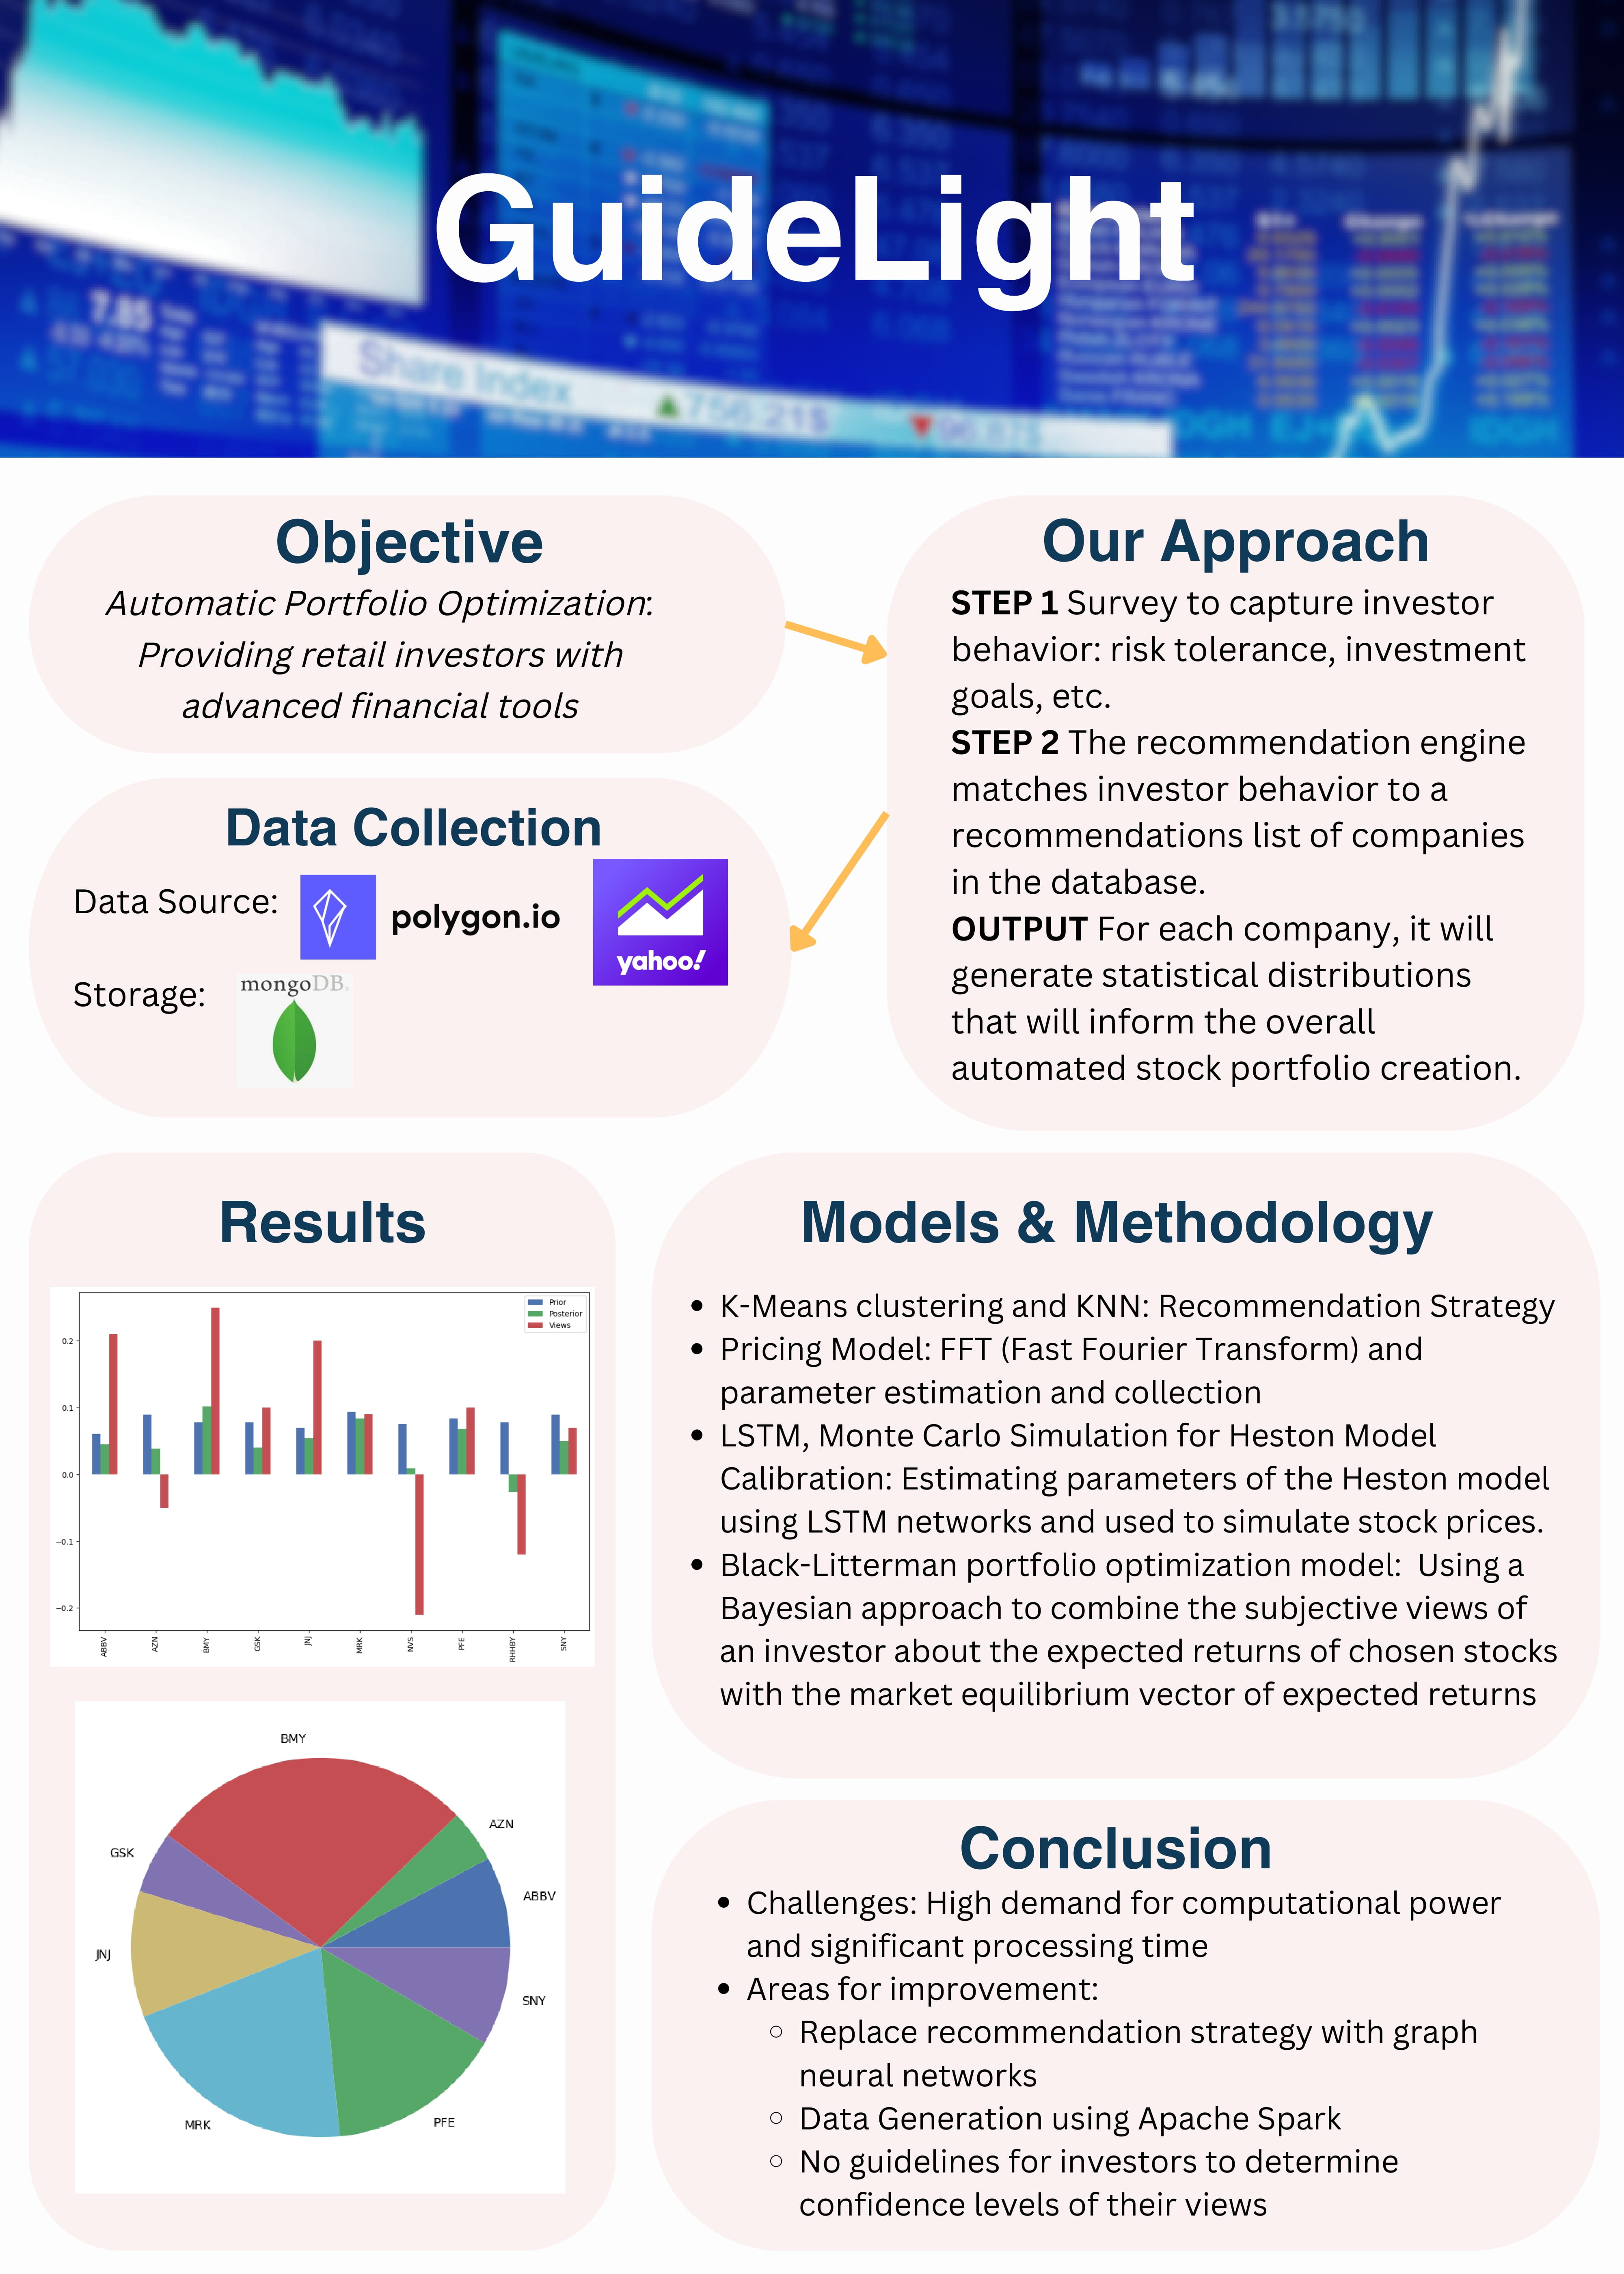 GuideLight
7.85
Share Index
756.21$
96.87$
Objective
Automatic Portfolio Optimization:
Providing retail investors with
advanced financial tools
Our Approach
STEP 1 Survey to capture investor
behavior: risk tolerance, investment
goals, etc.
STEP 2 The recommendation engine
matches investor behavior to a
recommendations list of companies
in the database.
OUTPUT For each company, it will
generate statistical distributions
that will inform the overall
automated stock portfolio creation.
Data Collection
Data Source:
polygon.io
yahoo!
Storage:
mongoDB.
Results
Prior
Posterior
Views
0.2
0.1
0.0
−0.1
−0.2
ABBV
AZN
BMY
GSK
JNJ
MRK
NVS
PFE
RHHBY
SNY
BMY
AZN
GSK
ABBV
JNJ
SNY
MRK
PFE
Models & Methodology
• K-Means clustering and KNN: Recommendation Strategy
• Pricing Model: FFT (Fast Fourier Transform) and
parameter estimation and collection
• LSTM, Monte Carlo Simulation for Heston Model
Calibration: Estimating parameters of the Heston model
using LSTM networks and used to simulate stock prices.
• Black-Litterman portfolio optimization model: Using a
Bayesian approach to combine the subjective views of
an investor about the expected returns of chosen stocks
with the market equilibrium vector of expected returns
Conclusion
• Challenges: High demand for computational power
and significant processing time
• Areas for improvement:
○ Replace recommendation strategy with graph
neural networks
○ Data Generation using Apache Spark
○ No guidelines for investors to determine
confidence levels of their views